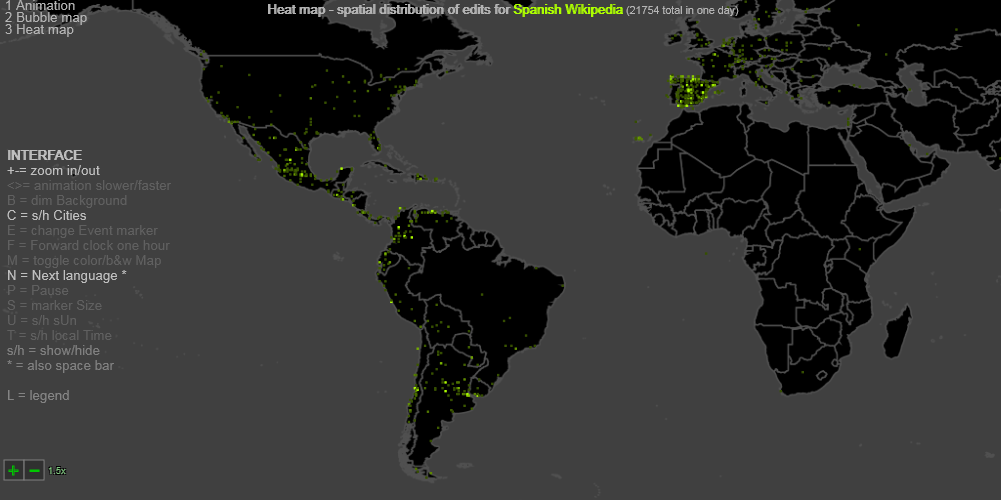 1 Animation
2 Bubble map
3 Heat map
Heat map - spatial distribution of edits for Spanish Wikipedia (21754 total in one day)
INTERFACE
+-= zoom in/out
<>= animation slower/faster
B = dim Background
C = s/h Cities
E = change Event marker
F = Forward clock one hour
M = toggle color/b&w Map
N = Next language *
P = Pause
S = marker Size
U = s/h sUn
T = s/h local Time
s/h = show/hide
* = also space bar
L = legend
+ − 1.5x